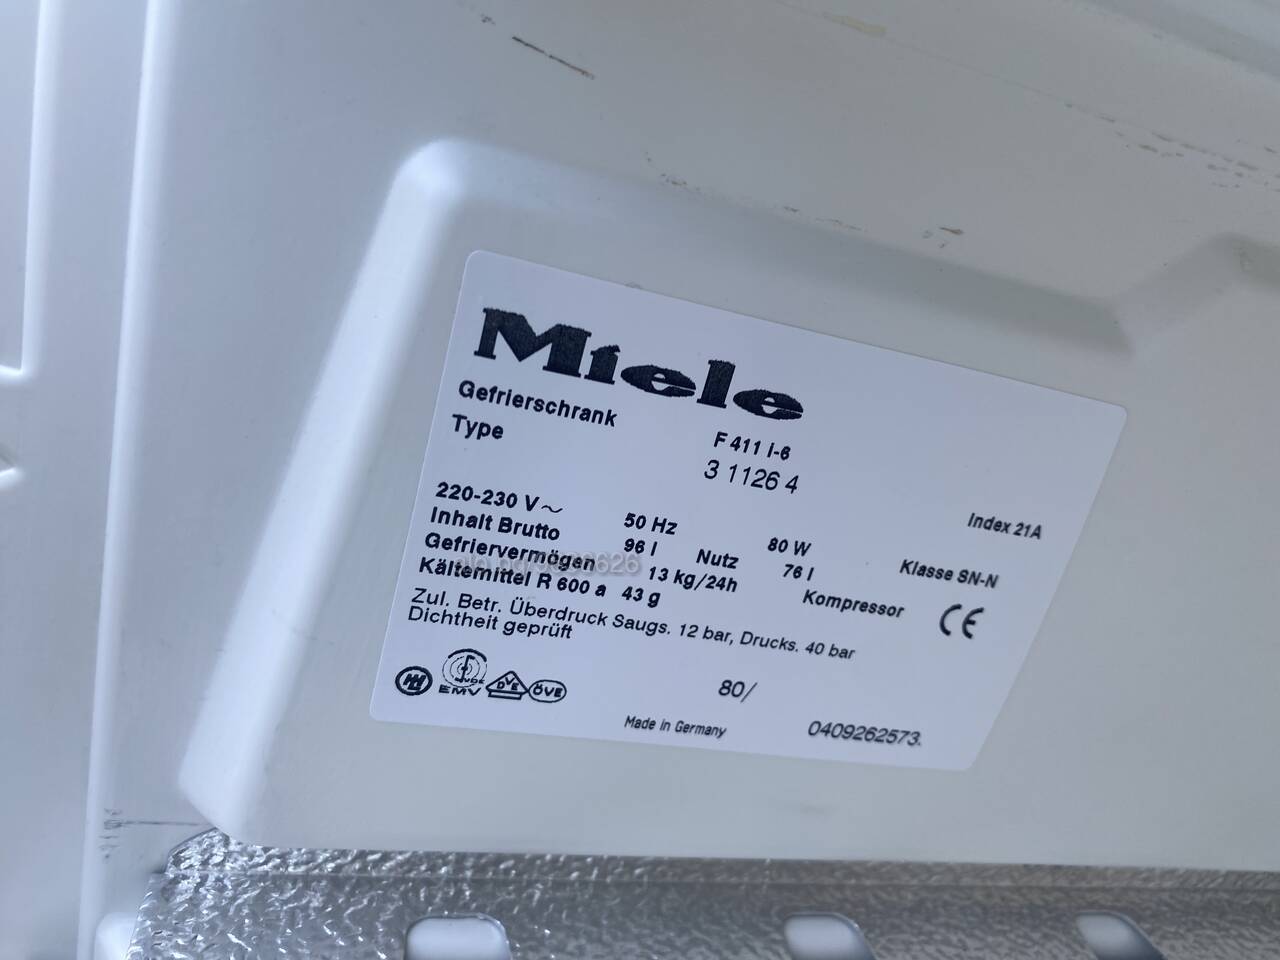 Miele
Gefrierschrank
Type F 411 i-6
3 1126 4
Index 21A
220-230 V~ 50 Hz 80 W
Inhalt Brutto 96 l Nutz 76 l Klasse SN-N
Gefriervermögen 13 kg/24h Kompressor CE
Kältemittel R 600 a 43 g
Zul. Betr. Überdruck Saugs. 12 bar, Drucks. 40 bar
Dichtheit geprüft
EMV DVE ÖVE
80/
Made in Germany 0409262573.